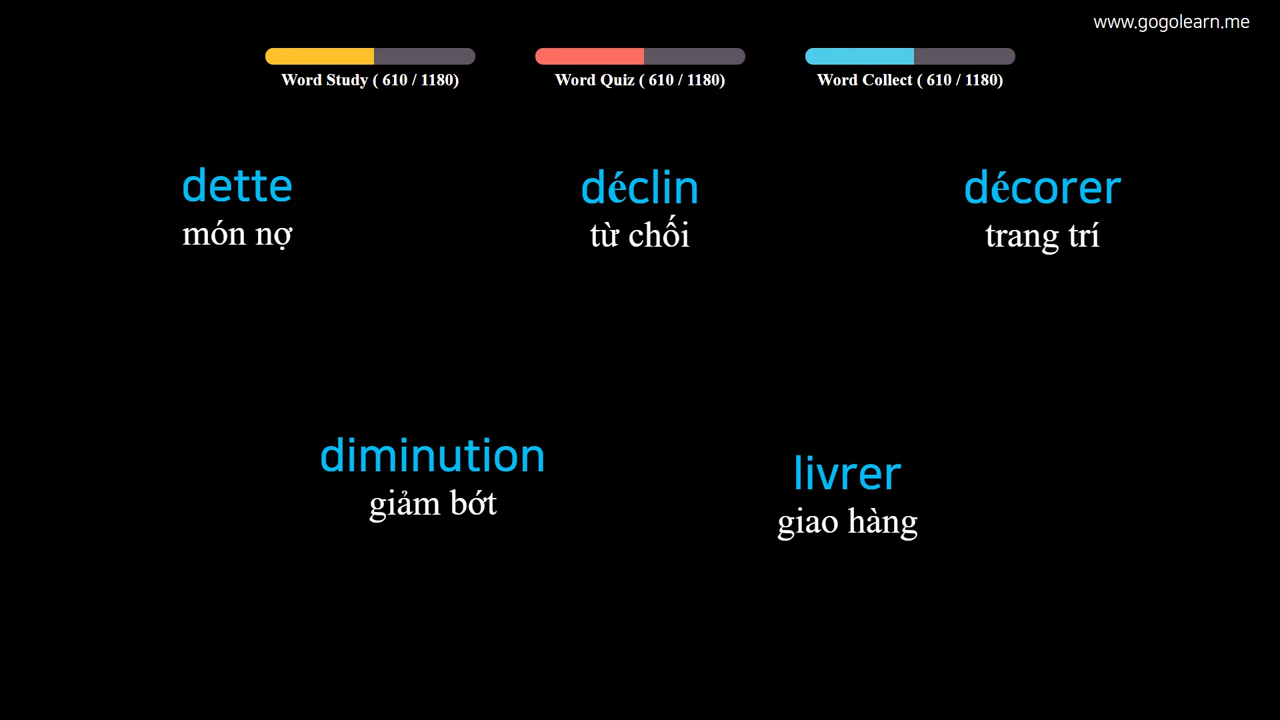 www.gogolearn.me
Word Study ( 610 / 1180)
Word Quiz ( 610 / 1180)
Word Collect ( 610 / 1180)
dette
món nợ
déclin
từ chối
décorer
trang trí
diminution
giảm bớt
livrer
giao hàng